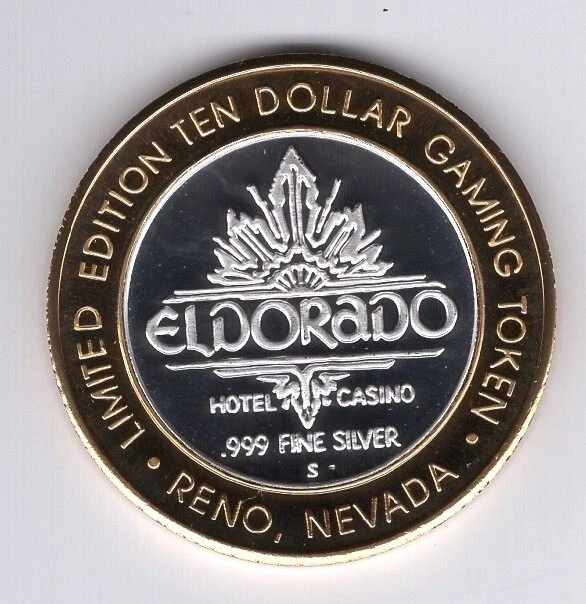 • LIMITED EDITION TEN DOLLAR GAMING TOKEN •
ELDORADO
HOTEL CASINO
.999 FINE SILVER
S
RENO, NEVADA